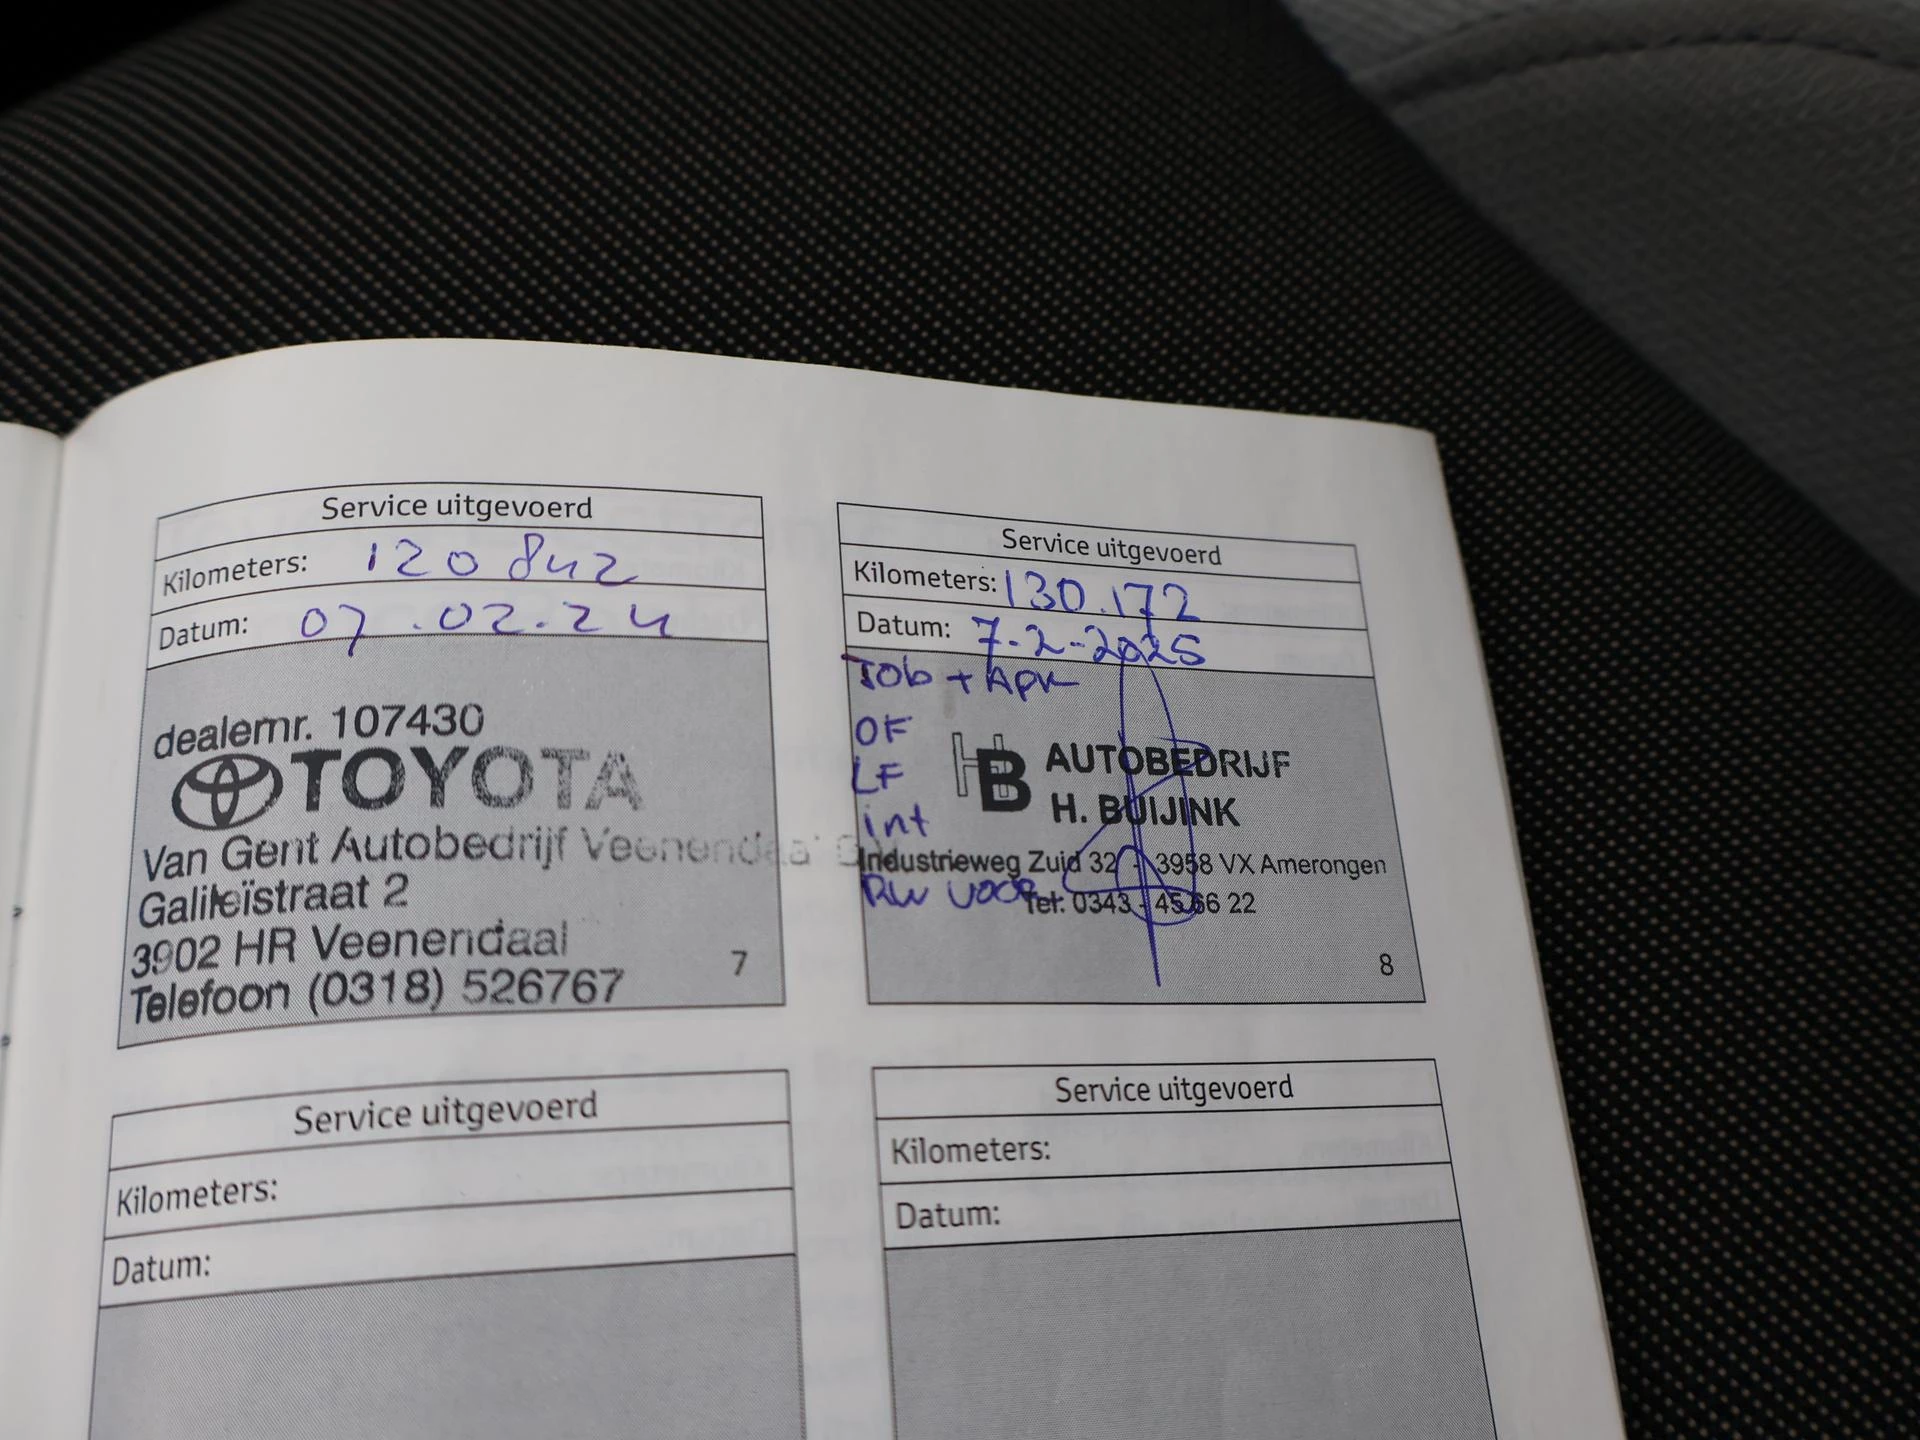 Service uitgevoerd
Kilometers: 120842
Datum: 07.02.24
dealernr. 107430
TOYOTA
Van Gent Autobedrijf Veenendaal
Galileïstraat 2
3902 HR Veenendaal
Telefoon (0318) 526767
7
Service uitgevoerd
Kilometers: 130.172
Datum: 7-2-2025
+ APK
OF
HB AUTOBEDRIJF
LF
H. BUIJINK
int
Industrieweg Zuid 32 - 3958 VX Amerongen
RW voor
Tel: 0343 - 45 66 22
8
Service uitgevoerd
Kilometers:
Datum:
Service uitgevoerd
Kilometers:
Datum: